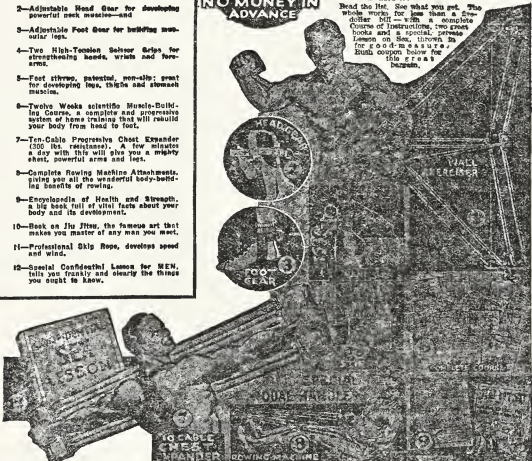 2—Adjustable Head Gear for developing
powerful neck muscles—and
3—Adjustable Foot Gear for building mus-
cular legs.
4—Two High-Tension Scissor Grips for
strengthening hands, wrists and fore-
arms.
5—Foot stirrup, patented, non-slip; great
for developing legs, thighs and stomach
muscles.
6—Twelve Weeks scientific Muscle-Build-
ing Course, a complete and progressive
system of home training that will rebuild
your body from head to foot.
7—Ten-Cable Progressive Chest Expander
(300 lbs. resistance). A few minutes
a day with this will give you a mighty
chest, powerful arms and legs.
8—Complete Rowing Machine Attachments,
giving you all the wonderful body-build-
ing benefits of rowing.
9—Encyclopedia of Health and Strength,
a big book full of vital facts about your
body and its development.
10—Book on Jiu Jitsu, the famous art that
makes you master of any man you meet.
11—Professional Skip Rope, develops speed
and wind.
12—Special Confidential Lesson for MEN,
tells you frankly and clearly the things
you ought to know.
NO MONEY IN
ADVANCE
Read the list. See what you get. The
whole works for less than a five-
dollar bill—with a complete
Course of Instructions, two great
books and a special, private
Lesson on Sex, thrown in
for good-measure.
Rush coupon below for
this great
bargain.
HEADGEAR
2
WALL
EXERCISER
FOOT
GEAR
3
SEX
LESSON
COMPLETE COURSE
DUAL HANDLES
7
10 CABLE
CHEST
EXPANDER
8
ROWING MACHINE
9